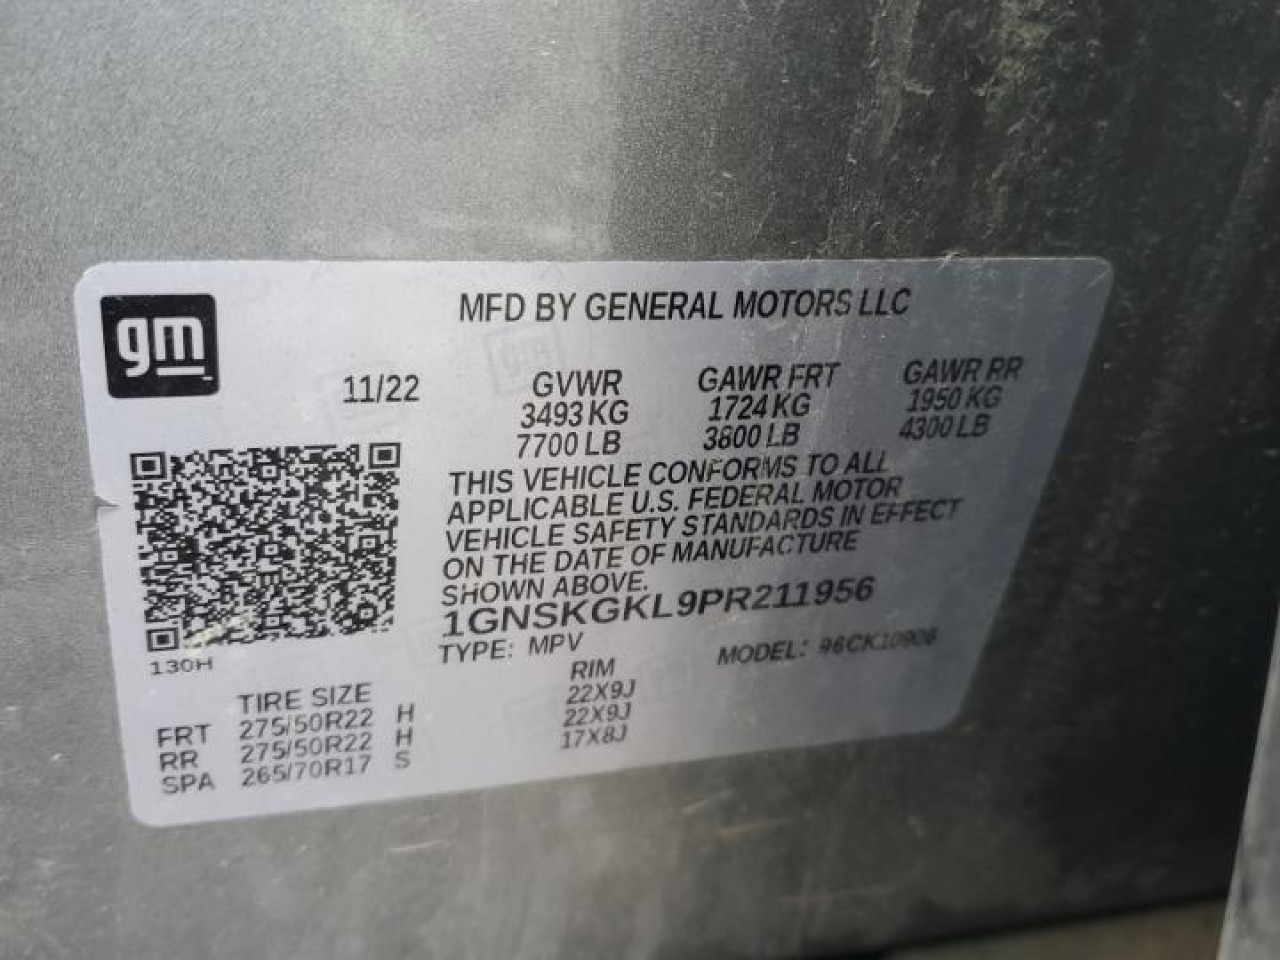 gm
MFD BY GENERAL MOTORS LLC
11/22 GVWR GAWR FRT GAWR RR
3493 KG 1724 KG 1950 KG
7700 LB 3800 LB 4300 LB
THIS VEHICLE CONFORMS TO ALL
APPLICABLE U.S. FEDERAL MOTOR
VEHICLE SAFETY STANDARDS IN EFFECT
ON THE DATE OF MANUFACTURE
SHOWN ABOVE.
1GNSKGKL9PR211956
130H
TYPE: MPV MODEL: 96CK10906
TIRE SIZE RIM
FRT 275/50R22 H 22X9J
RR 275/50R22 H 22X9J
SPA 265/70R17 S 17X8J